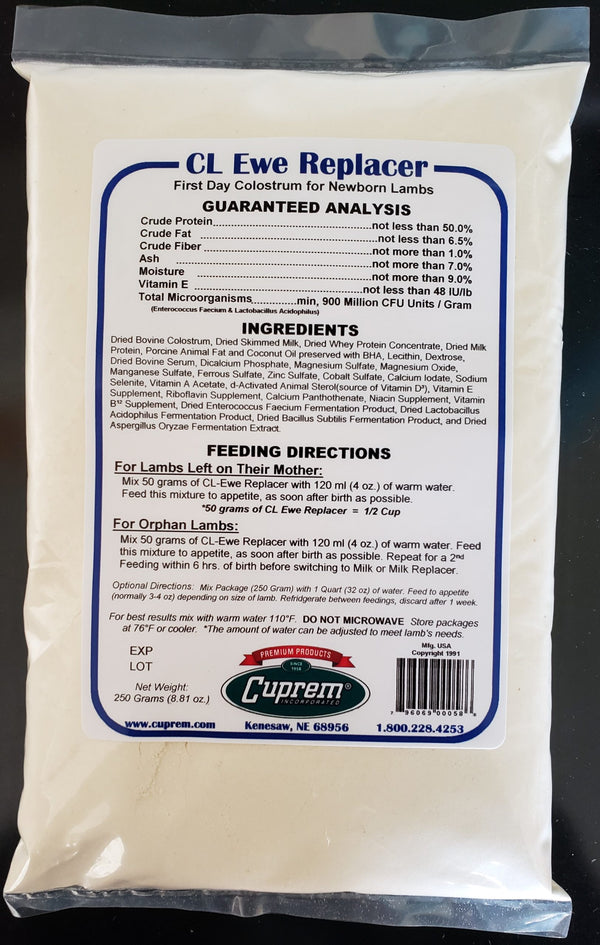 CL Ewe Replacer
First Day Colostrum for Newborn Lambs
GUARANTEED ANALYSIS
Crude Protein..........................................not less than 50.0%
Crude Fat ..............................................not less than 6.5%
Crude Fiber ............................................not more than 1.0%
Ash ....................................................not more than 7.0%
Moisture ...............................................not more than 9.0%
Vitamin E ..............................................not less than 48 IU/lb
Total Microorganisms............min, 900 Million CFU Units / Gram
(Enterococcus Faecium & Lactobacillus Acidophilus)
INGREDIENTS
Dried Bovine Colostrum, Dried Skimmed Milk, Dried Whey Protein Concentrate, Dried Milk
Protein, Porcine Animal Fat and Coconut Oil preserved with BHA, Lecithin, Dextrose,
Dried Bovine Serum, Dicalcium Phosphate, Magnesium Sulfate, Magnesium Oxide,
Manganese Sulfate, Ferrous Sulfate, Zinc Sulfate, Cobalt Sulfate, Calcium Iodate, Sodium
Selenite, Vitamin A Acetate, d-Activated Animal Sterol(source of Vitamin D³), Vitamin E
Supplement, Riboflavin Supplement, Calcium Panthothenate, Niacin Supplement, Vitamin
B¹² Supplement, Dried Enterococcus Faecium Fermentation Product, Dried Lactobacillus
Acidophilus Fermentation Product, Dried Bacillus Subtilis Fermentation Product, and Dried
Aspergillus Oryzae Fermentation Extract.
FEEDING DIRECTIONS
For Lambs Left on Their Mother:
Mix 50 grams of CL-Ewe Replacer with 120 ml (4 oz.) of warm water.
Feed this mixture to appetite, as soon after birth as possible.
*50 grams of CL Ewe Replacer = 1/2 Cup
For Orphan Lambs:
Mix 50 grams of CL-Ewe Replacer with 120 ml (4 oz.) of warm water. Feed
this mixture to appetite, as soon after birth as possible. Repeat for a 2nd
Feeding within 6 hrs. of birth before switching to Milk or Milk Replacer.
Optional Directions: Mix Package (250 Gram) with 1 Quart (32 oz) of water. Feed to appetite
(normally 3-4 oz) depending on size of lamb. Refridgerate between feedings, discard after 1 week.
For best results mix with warm water 110°F. DO NOT MICROWAVE Store packages
at 76°F or cooler. *The amount of water can be adjusted to meet lamb's needs.
EXP
LOT
Net Weight:
250 Grams (8.81 oz.)
PREMIUM PRODUCTS
SINCE
1958
Cuprem®
INCORPORATED
Mfg. USA
Copyright 1991
7 96069 00058
www.cuprem.com Kenesaw, NE 68956 1.800.228.4253